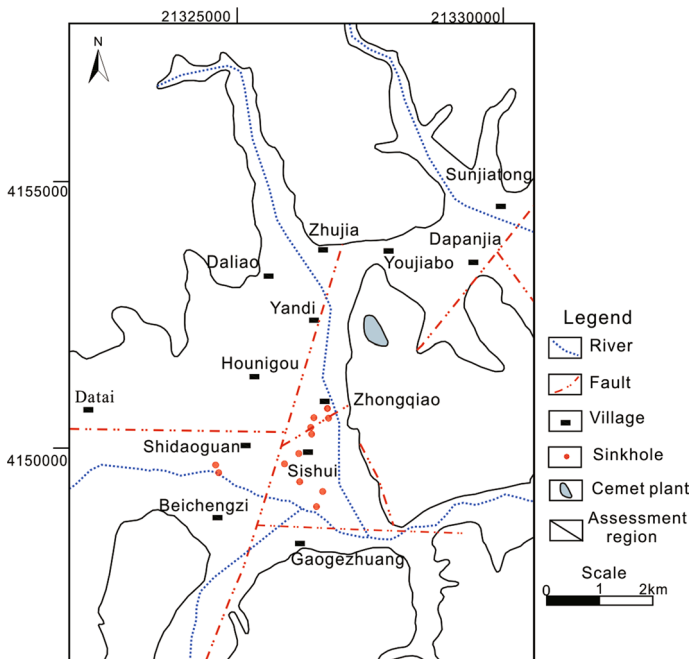 21325000 21330000
N
4155000
Sunjiatong
Zhujia
Dapanjia
Daliao
Youjiabo
Yandi
Hounigou
Datai
Zhongqiao
Shidaoguan
4150000
Sishui
Beichengzi
Gaogezhuang
Legend
River
Fault
Village
Sinkhole
Cemet plant
Assessment
region
Scale
0 1 2km